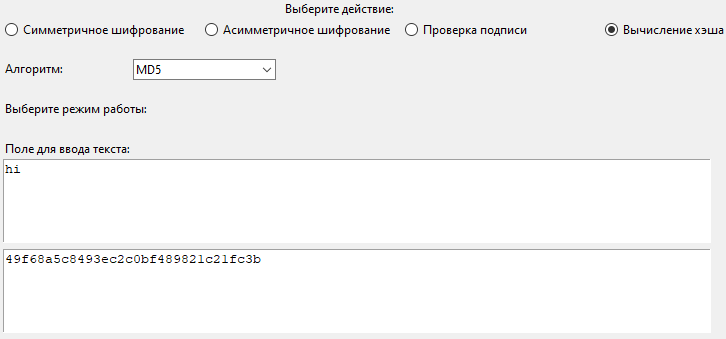 Выберите действие:
Симметричное шифрование Асимметричное шифрование Проверка подписи Вычисление хэша
Алгоритм: MD5
Выберите режим работы:
Поле для ввода текста:
hi
49f68a5c8493ec2c0bf489821c21fc3b